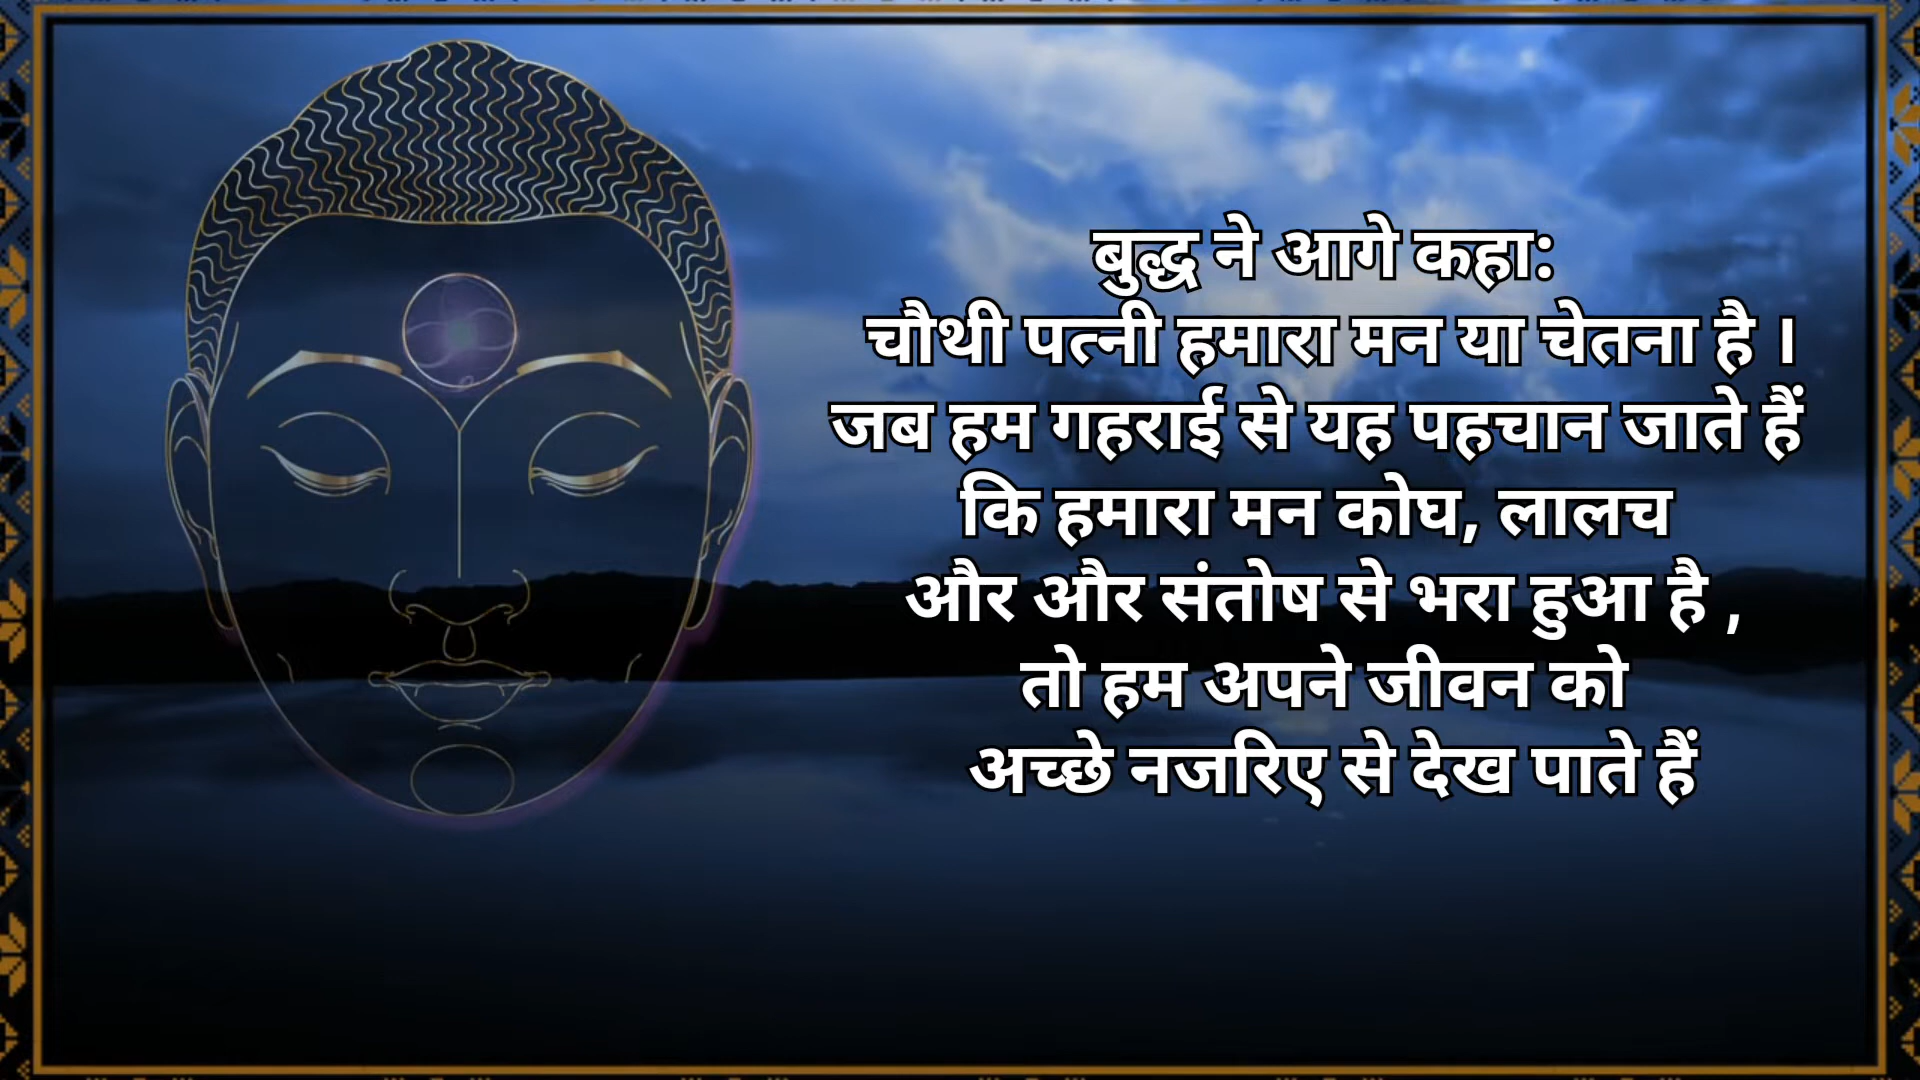 बुद्ध ने आगे कहा:
चौथी पत्नी हमारा मन या चेतना है ।
जब हम गहराई से यह पहचान जाते हैं
कि हमारा मन कोघ, लालच
और और संतोष से भरा हुआ है ,
तो हम अपने जीवन को
अच्छे नजरिए से देख पाते हैं